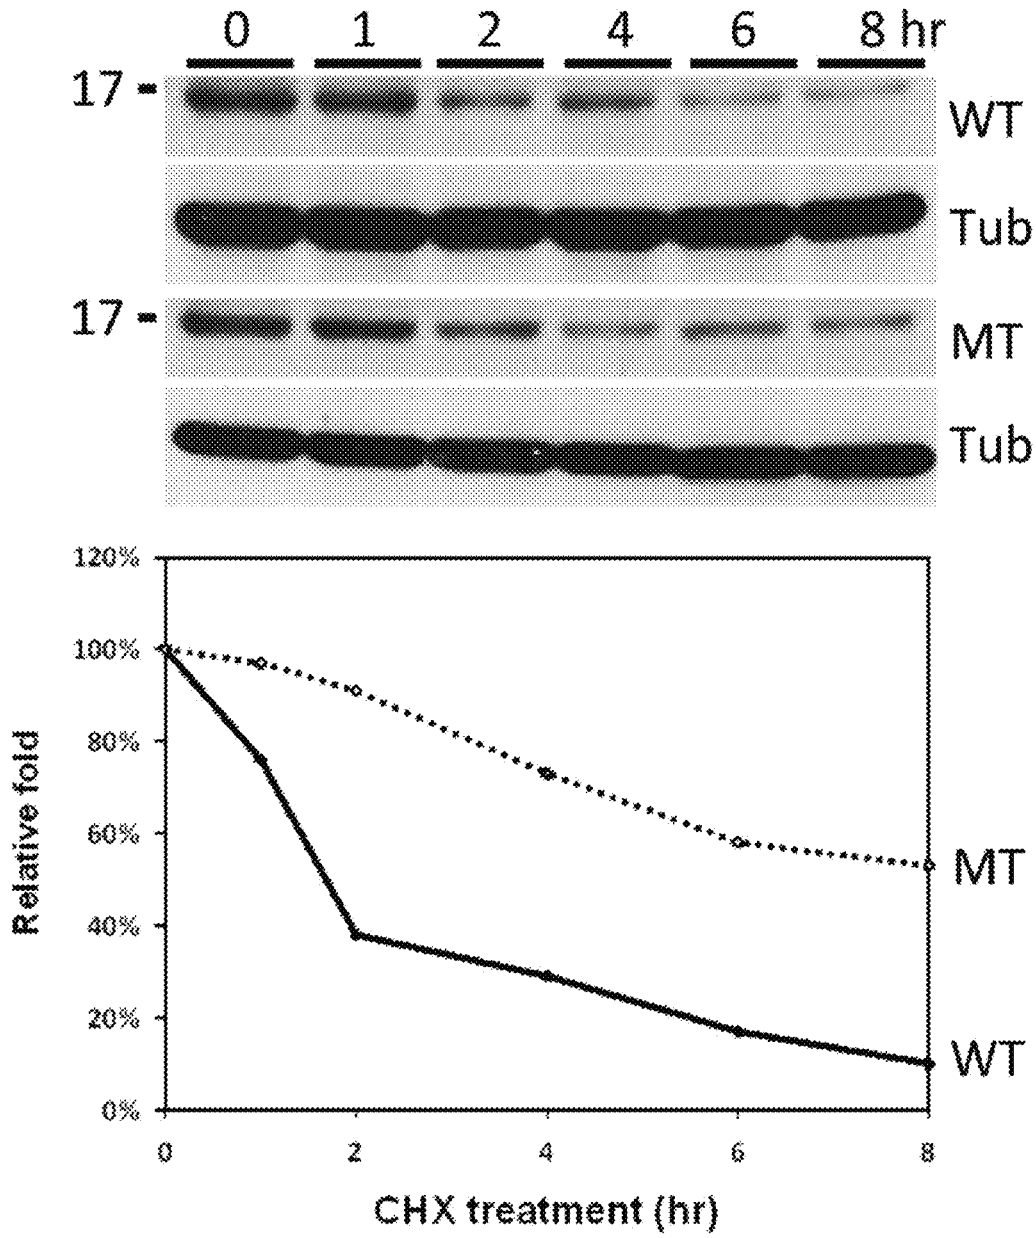 0 1 2 4 6 8 hr
17 -
WT
Tub
17 -
MT
Tub
120%
100%
80%
60%
40%
20%
0%
Relative fold
MT
WT
0 2 4 6 8
CHX treatment (hr)